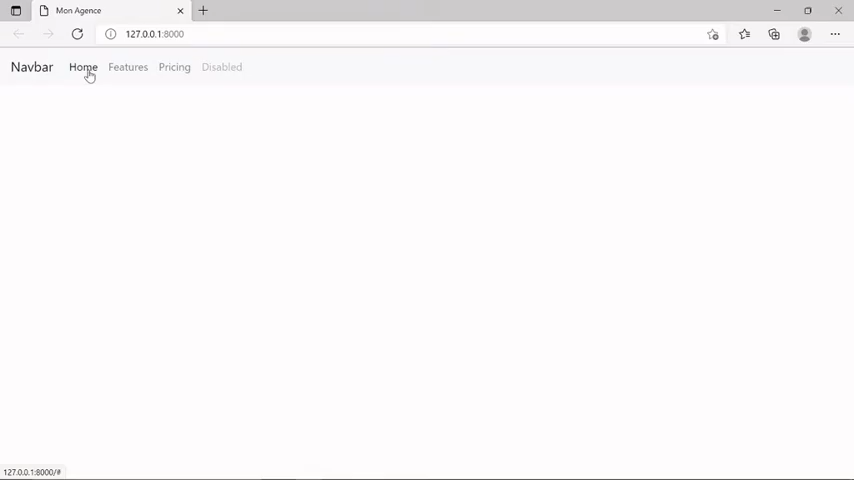 Mon Agence
127.0.0.1:8000
Navbar Home Features Pricing Disabled
127.0.0.1:8000/#